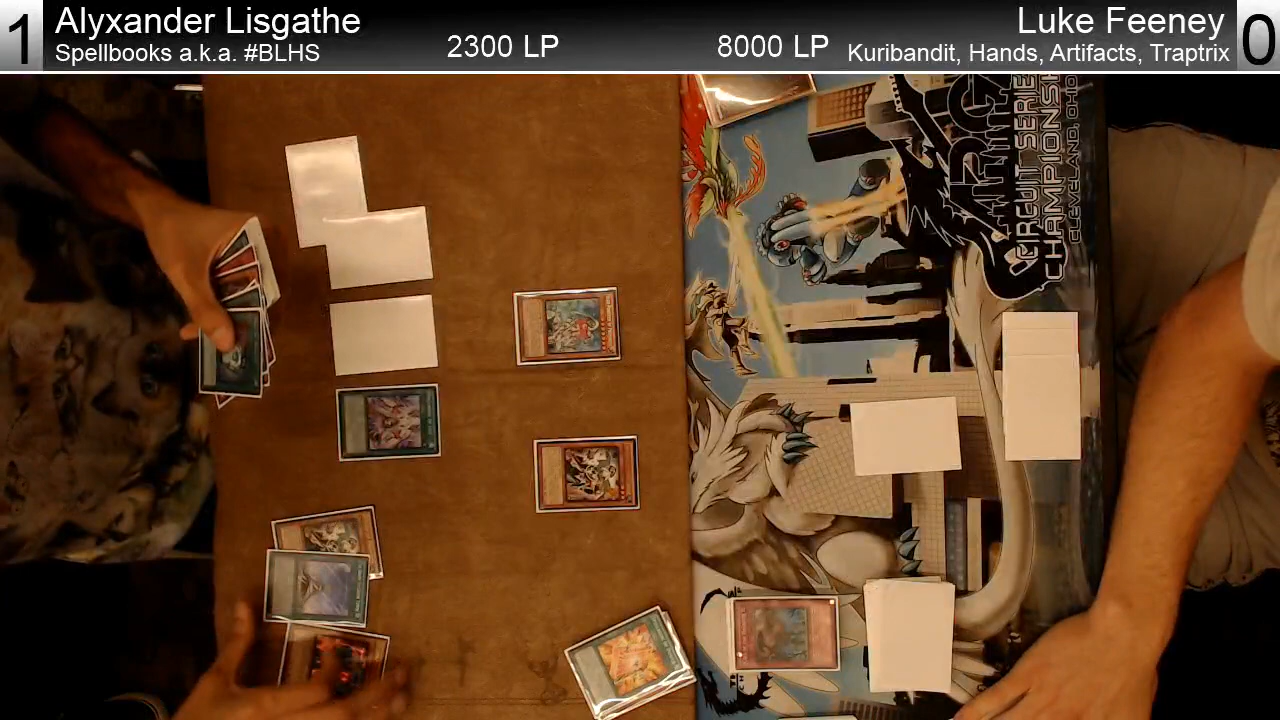 1
Alyxander Lisgathe
Spellbooks a.k.a. #BLHS
2300 LP
8000 LP
Luke Feeney
Kuribandit, Hands, Artifacts, Traptrix
0
ARG
CIRCUIT SERIES
CHAMPIONSHIP
CLEVELAND, OHIO